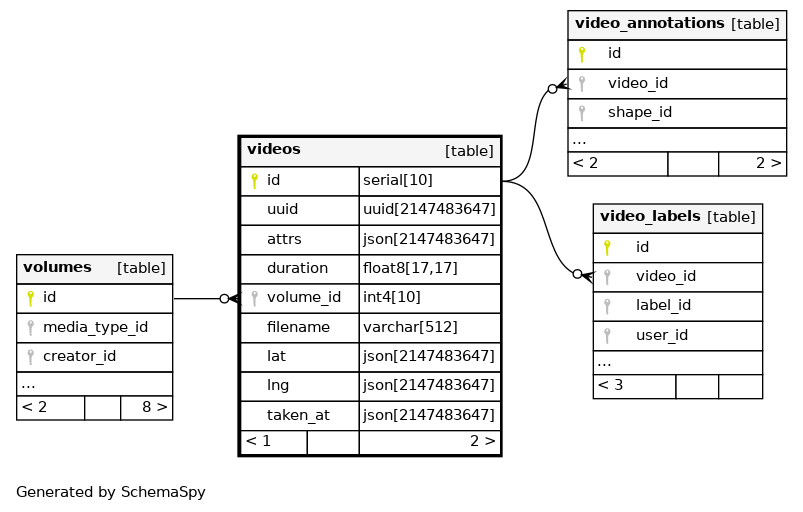 video_annotations [table]
id
video_id
shape_id
...
< 2 2 >
videos [table]
id serial[10]
uuid uuid[2147483647]
attrs json[2147483647]
duration float8[17,17]
volume_id int4[10]
filename varchar[512]
lat json[2147483647]
lng json[2147483647]
taken_at json[2147483647]
< 1 2 >
video_labels [table]
id
video_id
label_id
user_id
...
< 3
volumes [table]
id
media_type_id
creator_id
...
< 2 8 >
Generated by SchemaSpy